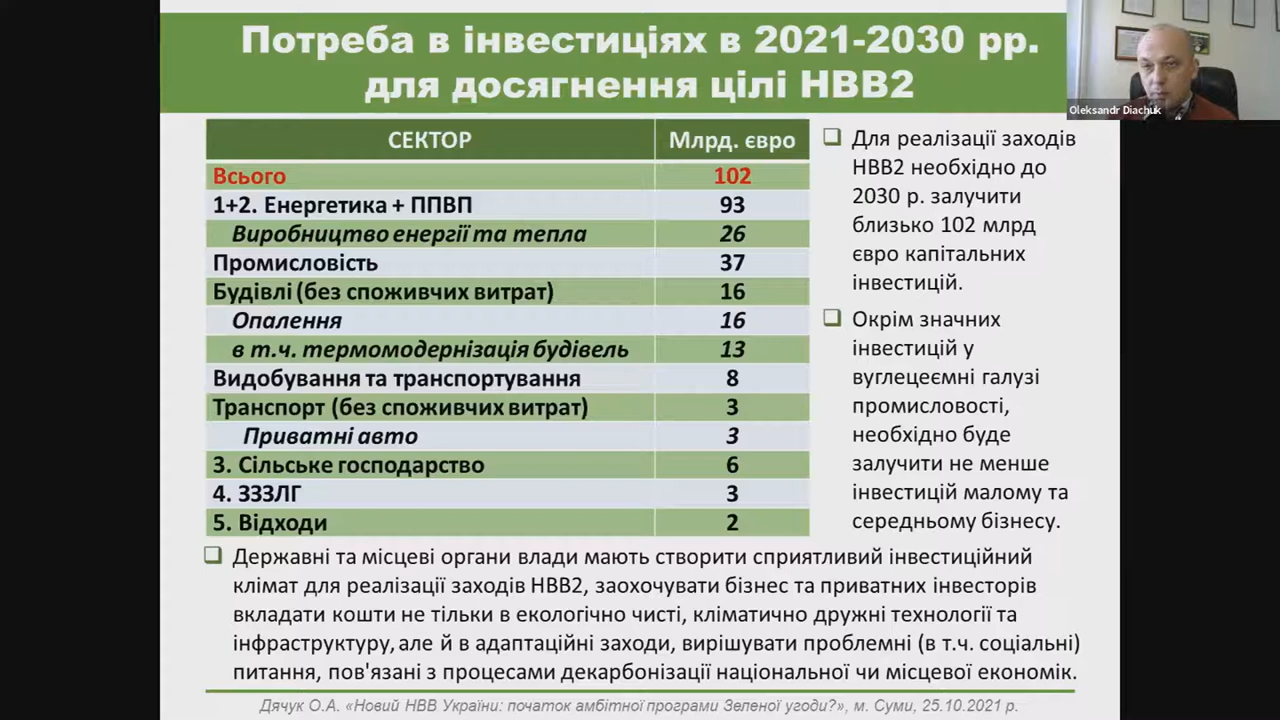 Потреба в інвестиціях в 2021-2030 рр.
для досягнення цілі НВВ2
Oleksandr Diachuk
СЕКТОР Млрд. євро
Всього 102
1+2. Енергетика + ППВП 93
Виробництво енергії та тепла 26
Промисловість 37
Будівлі (без споживчих витрат) 16
Опалення 16
в т.ч. термомодернізація будівель 13
Видобування та транспортування 8
Транспорт (без споживчих витрат) 3
Приватні авто 3
3. Сільське господарство 6
4. ЗЗЗЛГ 3
5. Відходи 2
Для реалізації заходів
НВВ2 необхідно до
2030 р. залучити
близько 102 млрд
євро капітальних
інвестицій.
Окрім значних
інвестицій у
вуглецеємні галузі
промисловості,
необхідно буде
залучити не менше
інвестицій малому та
середньому бізнесу.
Державні та місцеві органи влади мають створити сприятливий інвестиційний
клімат для реалізації заходів НВВ2, заохочувати бізнес та приватних інвесторів
вкладати кошти не тільки в екологічно чисті, кліматично дружні технології та
інфраструктуру, але й в адаптаційні заходи, вирішувати проблемні (в т.ч. соціальні)
питання, пов'язані з процесами декарбонізації національної чи місцевої економік.
Дячук О.А. «Новий НВВ України: початок амбітної програми Зеленої угоди?», м. Суми, 25.10.2021 р.